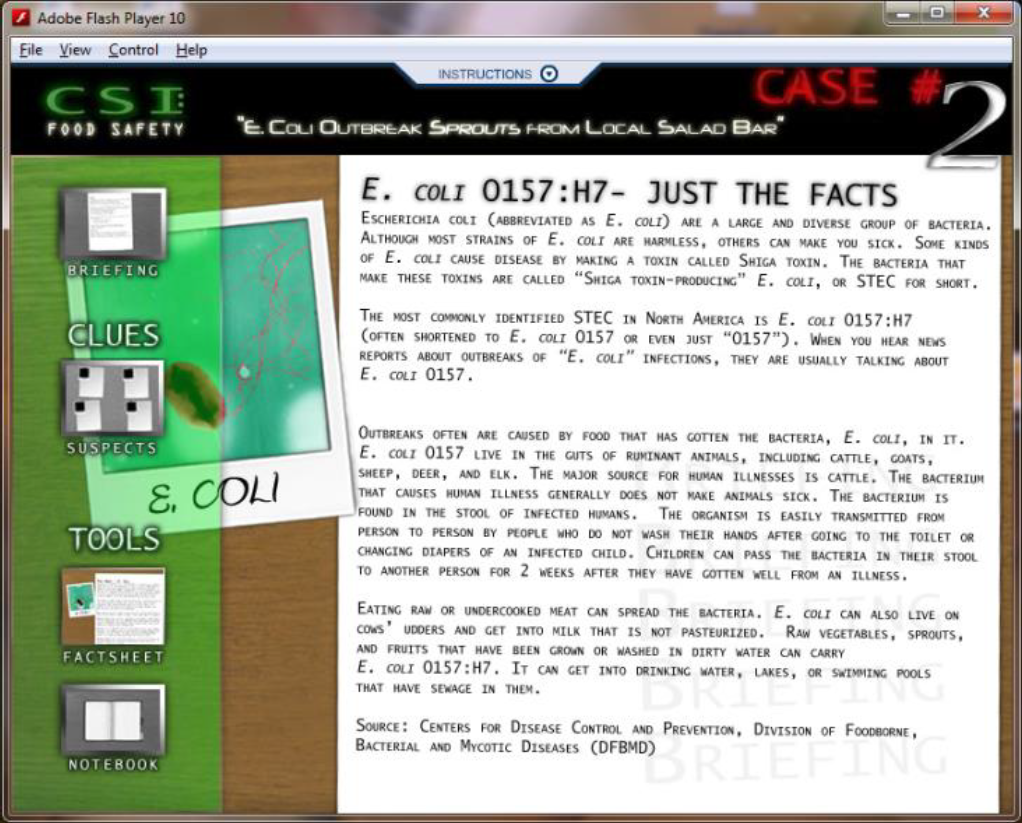 Adobe Flash Player 10
File View Control Help
INSTRUCTIONS
CSI:
FOOD SAFETY
"E. Coli Outbreak Sprouts from Local Salad Bar"
CASE #2
BRIEFING
CLUES
SUSPECTS
E. COLI
TOOLS
FACTSHEET
NOTEBOOK
E. COLI O157:H7– JUST THE FACTS
Escherichia coli (abbreviated as E. coli) are a large and diverse group of bacteria.
Although most strains of E. coli are harmless, others can make you sick. Some kinds
of E. coli cause disease by making a toxin called Shiga toxin. The bacteria that
make these toxins are called "Shiga toxin-producing" E. coli, or STEC for short.
The most commonly identified STEC in North America is E. coli O157:H7
(often shortened to E. coli O157 or even just "O157"). When you hear news
reports about outbreaks of "E. coli" infections, they are usually talking about
E. coli O157.
Outbreaks often are caused by food that has gotten the bacteria, E. coli, in it.
E. coli O157 live in the guts of ruminant animals, including cattle, goats,
sheep, deer, and elk. The major source for human illnesses is cattle. The bacterium
that causes human illness generally does not make animals sick. The bacterium is
found in the stool of infected humans. The organism is easily transmitted from
person to person by people who do not wash their hands after going to the toilet or
changing diapers of an infected child. Children can pass the bacteria in their stool
to another person for 2 weeks after they have gotten well from an illness.
Eating raw or undercooked meat can spread the bacteria. E. coli can also live on
cows' udders and get into milk that is not pasteurized. Raw vegetables, sprouts,
and fruits that have been grown or washed in dirty water can carry
E. coli O157:H7. It can get into drinking water, lakes, or swimming pools
that have sewage in them.
Source: Centers for Disease Control and Prevention, Division of Foodborne,
Bacterial and Mycotic Diseases (DFBMD)
Briefing
Briefing
Briefing
Briefing
Briefing